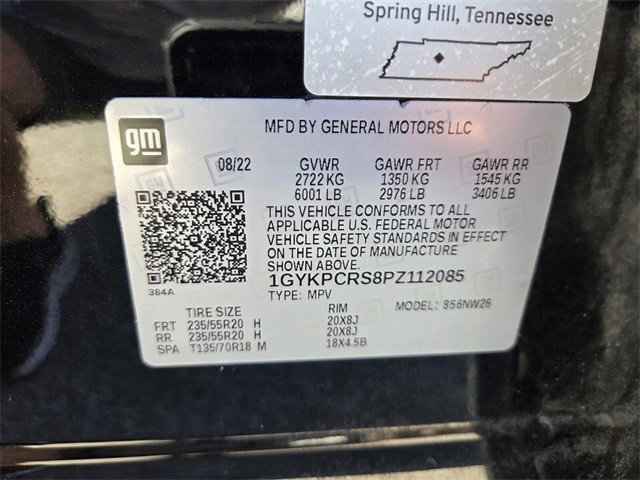 Spring Hill, Tennessee
gm
MFD BY GENERAL MOTORS LLC
08/22 GVWR GAWR FRT GAWR RR
2722 KG 1350 KG 1545 KG
6001 LB 2976 LB 3406 LB
THIS VEHICLE CONFORMS TO ALL
APPLICABLE U.S. FEDERAL MOTOR
VEHICLE SAFETY STANDARDS IN EFFECT
ON THE DATE OF MANUFACTURE
SHOWN ABOVE.
384A
1GYKPCRS8PZ112085
TYPE: MPV MODEL: 856NW26
TIRE SIZE RIM
FRT 235/55R20 H 20X8J
RR 235/55R20 H 20X8J
SPA T135/70R18 M 18X4.5B